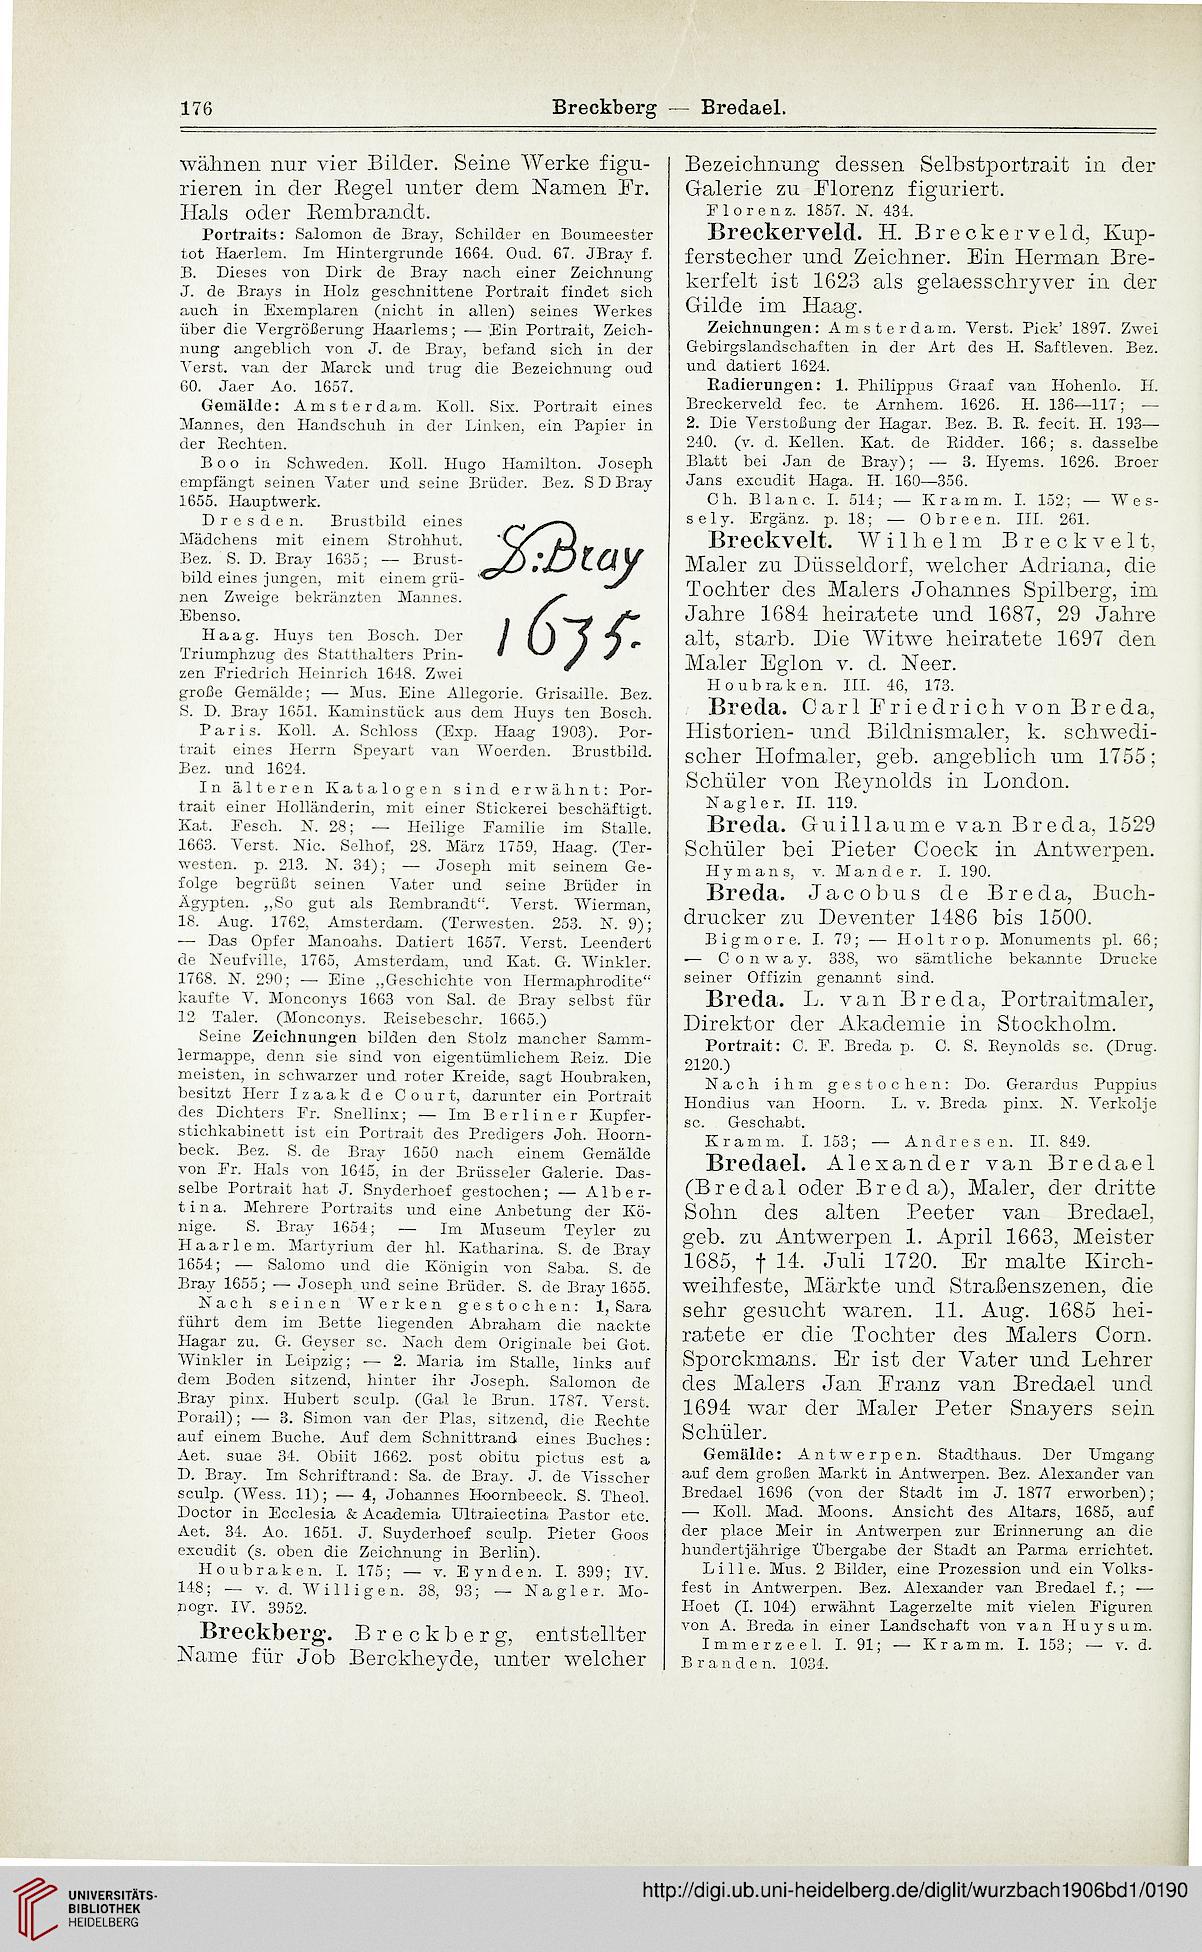 176
Breckberg — Bredael.
wähnen nur vier Bilder. Seine Werke figu-
rieren in der Regel unter dem Namen Fr.
Hals oder Rembrandt.
Portraits: Salomon de Bray, Schilder en Boumeester
tot Haerlem. Im Hintergrunde 1664. Oud. 67. JBray f.
B. Dieses von Dirk de Bray nach einer Zeichnung
J. de Brays in Holz geschnittene Portrait findet sich
auch in Exemplaren (nicht in allen) seines Werkes
über die Vergrößerung Haarlems; — Ein Portrait, Zeich-
nung angeblich von J. de Bray, befand sich in der
Verst. van der Marck und trug die Bezeichnung oud
60. Jaer Ao. 1657.
Gemälde: Amsterdam. Koll. Six. Portrait eines
Mannes, den Handschuh in der Linken, ein Papier in
der Rechten.
Boo in Schweden. Koll. Hugo Hamilton. Joseph
empfängt seinen Vater und seine Brüder. Bez. S D Bray
1655. Hauptwerk.
Dresden. Brustbild eines
Mädchens mit einem Strohhut.
Bez. S. D. Bray 1635; — Brust-
bild eines jungen, mit einem grü-
nen Zweige bekränzten Mannes.
Ebenso.
Haag. Huys ten Bosch. Der
Triumphzug des Statthalters Prin-
zen Friedrich Heinrich 1648. Zwei
S:Bray
1635.
große Gemälde; — Mus. Eine Allegorie. Grisaille. Bez.
S. D. Bray 1651. Kaminstück aus dem Huys ten Bosch.
Paris. Koll. A. Schloss (Exp. Haag 1903). Por-
trait eines Herrn Speyart van Woerden. Brustbild.
Bez. und 1624.
In älteren Katalogen sind erwähnt: Por-
trait einer Holländerin, mit einer Stickerei beschäftigt.
Kat. Fesch. N. 28; — Heilige Familie im Stalle.
1663. Verst. Nic. Selhof, 28. März 1759, Haag. (Ter-
westen. p. 213. N. 34); — Joseph mit seinem Ge-
folge begrüßt seinen Vater und seine Brüder in
Ägypten. „So gut als Rembrandt“. Verst. Wierman,
18. Aug. 1762, Amsterdam. (Terwesten. 253. N. 9);
— Das Opfer Manoahs. Datiert 1657. Verst. Leendert
de Neufville, 1765, Amsterdam, und Kat. G. Winkler.
1768. N. 290; — Eine „Geschichte von Hermaphrodite“
kaufte V. Monconys 1663 von Sal. de Bray selbst für
12 Taler. (Monconys. Reisebeschr. 1665.)
Seine Zeichnungen bilden den Stolz mancher Samm-
lermappe, denn sie sind von eigentümlichem Reiz. Die
meisten, in schwarzer und roter Kreide, sagt Houbraken,
besitzt Herr Izaak de Court, darunter ein Portrait
des Dichters Fr. Snellinx; — Im Berliner Kupfer-
stichkabinett ist ein Portrait des Predigers Joh. Hoorn-
beck. Bez. S. de Bray 1650 nach einem Gemälde
von Fr. Hals von 1645, in der Brüsseler Galerie. Das-
selbe Portrait hat J. Snyderhoef gestochen; — Alber-
tina. Mehrere Portraits und eine Anbetung der Kö-
nige. S. Bray 1654; — Im Museum Teyler zu
Haarlem. Martyrium der hl. Katharina. S. de Bray
1654; — Salomo und die Königin von Saba. S. de
Bray 1655; — Joseph und seine Brüder. S. de Bray 1655.
Nach seinen Werken gestochen: 1, Sara
führt dem im Bette liegenden Abraham die nackte
Hagar zu. G. Geyser sc. Nach dem Originale bei Got.
Winkler in Leipzig; — 2. Maria im Stalle, links auf
dem Boden sitzend, hinter ihr Joseph. Salomon de
Bray pinx. Hubert sculp. (Gal le Brun. 1787. Verst.
Porail); — 3. Simon van der Plas, sitzend, die Rechte
auf einem Buche. Auf dem Schnittrand eines Buches:
Aet. suae 34. Obiit 1662. post obitu pictus est a
D. Bray. Im Schriftrand: Sa. de Bray. J. de Visscher
sculp. (Wess. 11); — 4, Johannes Hoornbeeck. S. Theol.
Doctor in Ecclesia & Academia Ultraiectina Pastor etc.
Aet. 34. Ao. 1651. J. Suyderhoef sculp. Pieter Goos
excudit (s. oben die Zeichnung in Berlin).
Houbraken. I. 175; — v. Eynden. I. 399; IV.
148; — v. d. Willigen. 38, 93; — Nagler. Mo-
nogr. IV. 3952.
Breckberg. Breckberg, entstellter
Name für Job Berckheyde, unter welcher
Bezeichnung dessen Selbstportrait in der
Galerie zu Florenz figuriert.
Florenz. 1857. N. 434.
Breckerveld. H. Breckerveld, Kup-
ferstecher und Zeichner. Ein Herman Bre-
kerfelt ist 1623 als gelaesschryver in der
Gilde im Haag.
Zeichnungen: Amsterdam. Verst. Pick' 1897. Zwei
Gebirgslandschaften in der Art des H. Saftleven. Bez.
und datiert 1624.
Radierungen: 1. Philippus Graaf van Hohenlo. H.
Breckerveld fec. te Arnhem. 1626. H. 136—117; —
2. Die Verstoßung der Hagar. Bez. B. R. fecit. H. 193—
240. (v. d. Kellen. Kat. de Ridder. 166; s. dasselbe
Blatt bei Jan de Bray); — 3. Hyems. 1626. Broer
Jans excudit Haga. H. 160—356.
Ch. Blanc. I. 514; — Kramm. I. 152; — Wes-
sely. Ergänz. p. 18; — Obreen. III. 261.
Breckvelt. Wilhelm Breckvelt,
Maler zu Düsseldorf, welcher Adriana, die
Tochter des Malers Johannes Spilberg, im
Jahre 1684 heiratete und 1687, 29 Jahre
alt, starb. Die Witwe heiratete 1697 den
Maler Eglon v. d. Neer.
Houbraken. III. 46, 173.
Breda. Carl Friedrich von Breda,
Historien- und Bildnismaler, k. schwedi-
scher Hofmaler, geb. angeblich um 1755;
Schüler von Reynolds in London.
Nagler. II. 119.
Breda. Guillaume van Breda, 1529
Schüler bei Pieter Coeck in Antwerpen.
Hymans, v. Mander. I. 190.
Breda. Jacobus de Breda, Buch-
drucker zu Deventer 1486 bis 1500.
Bigmore. I. 79; — Holtrop. Monuments pl. 66;
— Conway. 338, wo sämtliche bekannte Drucke
seiner Offizin genannt sind.
Breda. L. van Breda, Portraitmaler,
Direktor der Akademie in Stockholm.
Portrait: C. F. Breda p. C. S. Reynolds sc. (Drug.
2120.)
Nach ihm gestochen: Do. Gerardus Puppius
Hondius van Hoorn. L. v. Breda pinx. N. Verkolje
sc. Geschabt.
Kramm. I. 153; — Andresen. II. 849.
Bredael. Alexander van Bredael
(Bredal oder Breda), Maler, der dritte
Sohn des alten Peeter van Bredael,
geb. zu Antwerpen 1. April 1663, Meister
1685, † 14. Juli 1720. Er malte Kirch-
weihfeste, Märkte und Straßenszenen, die
sehr gesucht waren. 11. Aug. 1685 hei-
ratete er die Tochter des Malers Corn.
Sporckmans. Er ist der Vater und Lehrer
des Malers Jan Franz van Bredael und
1694 war der Maler Peter Snayers sein
Schüler.
Gemälde: Antwerpen. Stadthaus. Der Umgang
auf dem großen Markt in Antwerpen. Bez. Alexander van
Bredael 1696 (von der Stadt im J. 1877 erworben);
— Koll. Mad. Moons. Ansicht des Altars, 1685, auf
der place Meir in Antwerpen zur Erinnerung an die
hundertjährige Übergabe der Stadt an Parma errichtet.
Lille. Mus. 2 Bilder, eine Prozession und ein Volks-
fest in Antwerpen. Bez. Alexander van Bredael f.; —
Hoet (I. 104) erwähnt Lagerzelte mit vielen Figuren
von A. Breda in einer Landschaft von van Huysum.
Immerzeel. I. 91; — Kramm. I. 153; — v. d.
Branden. 1034.
UNIVERSITÄTS-
BIBLIOTHEK
HEIDELBERG
http://digi.ub.uni-heidelberg.de/diglit/wurzbach1906bd1/0190